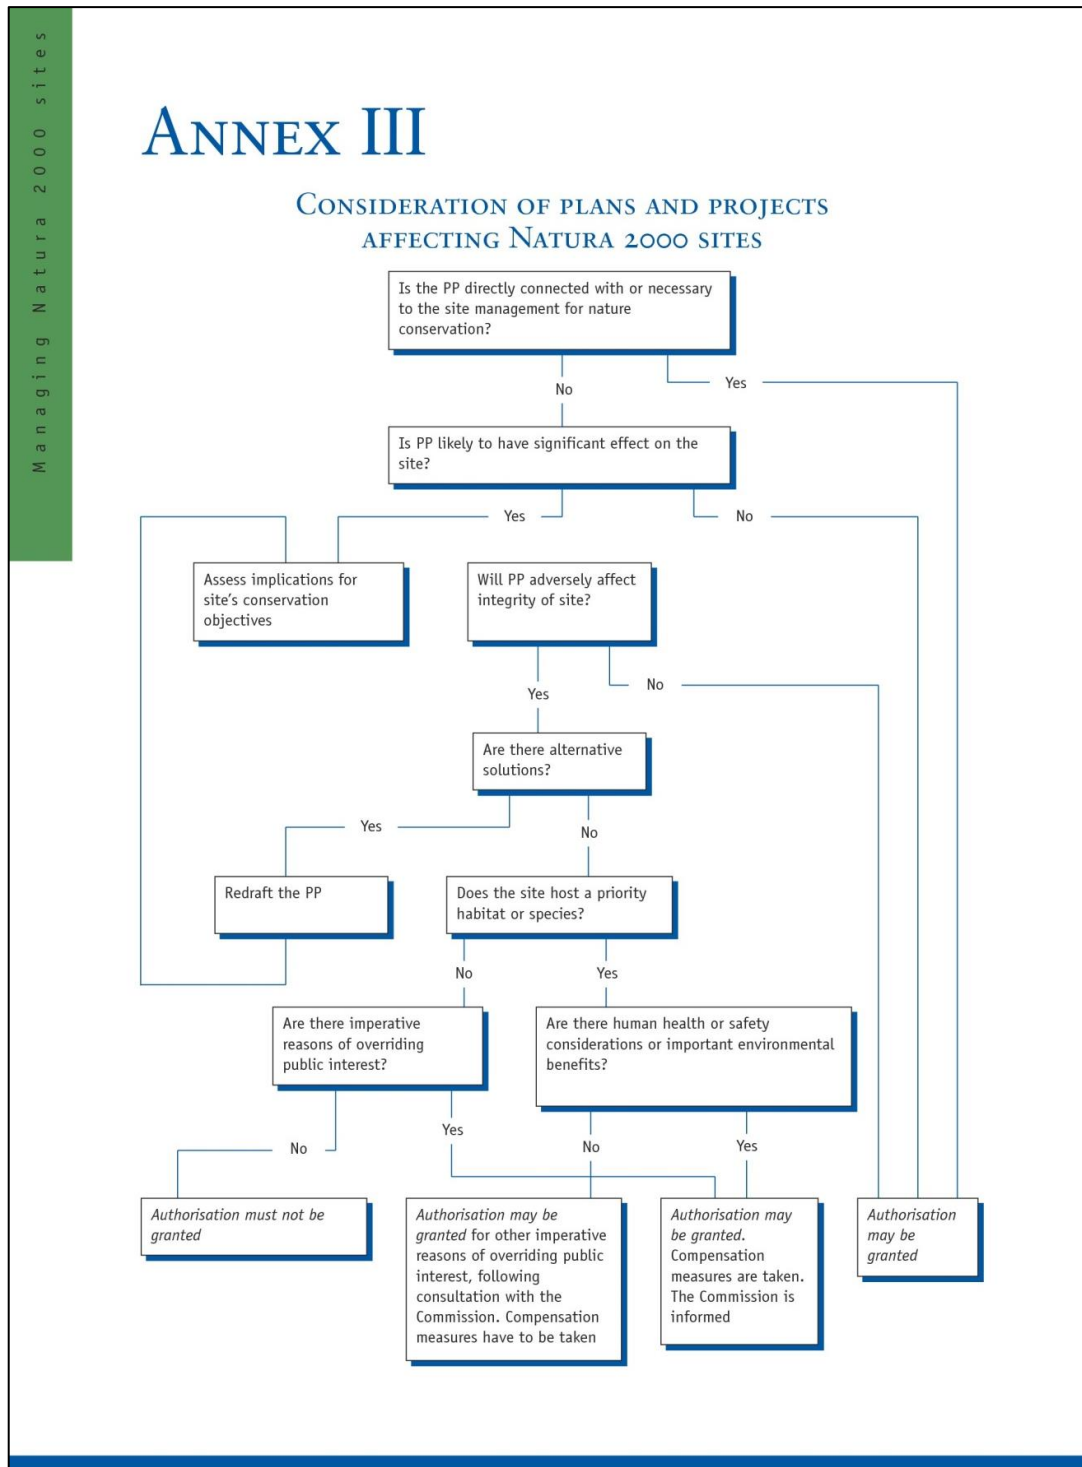 Managing Natura 2000 sites
ANNEX III
CONSIDERATION OF PLANS AND PROJECTS
AFFECTING NATURA 2000 SITES
Is the PP directly connected with or necessary
to the site management for nature
conservation?
No
Yes
Is PP likely to have significant effect on the
site?
Yes
No
Assess implications for
site's conservation
objectives
Will PP adversely affect
integrity of site?
Yes
No
Are there alternative
solutions?
Yes
No
Redraft the PP
Does the site host a priority
habitat or species?
No
Yes
Are there imperative
reasons of overriding
public interest?
Are there human health or safety
considerations or important environmental
benefits?
No
Yes
No
Yes
Authorisation must not be
granted
Authorisation may be
granted for other imperative
reasons of overriding public
interest, following
consultation with the
Commission. Compensation
measures have to be taken
Authorisation may
be granted.
Compensation
measures are taken.
The Commission is
informed
Authorisation
may be
granted